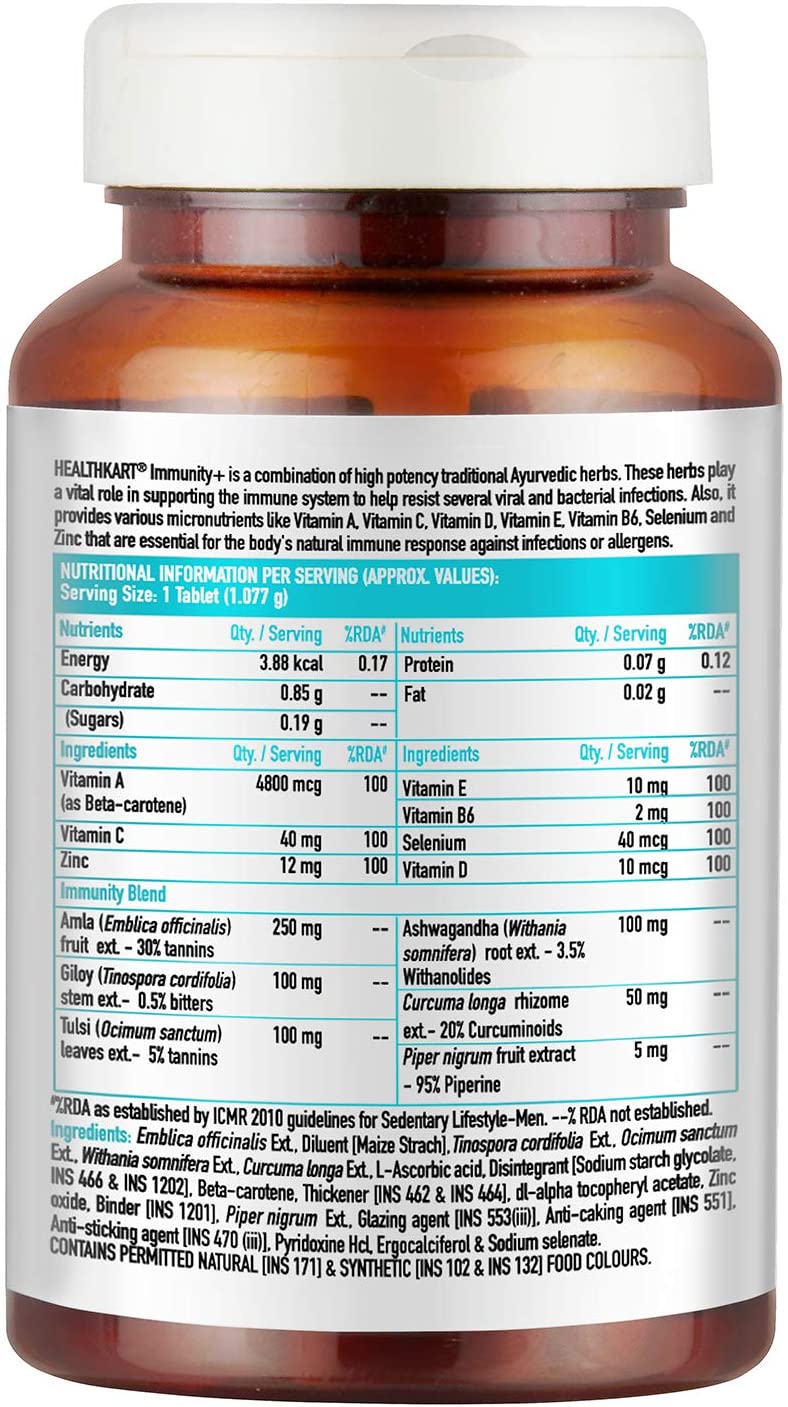 HEALTHKART® Immunity+ is a combination of high potency traditional Ayurvedic herbs. These herbs play
a vital role in supporting the immune system to help resist several viral and bacterial infections. Also, it
provides various micronutrients like Vitamin A, Vitamin C, Vitamin D, Vitamin E, Vitamin B6, Selenium and
Zinc that are essential for the body's natural immune response against infections or allergens.
NUTRITIONAL INFORMATION PER SERVING (APPROX. VALUES):
Serving Size: 1 Tablet (1.077 g)
Nutrients Qty. / Serving %RDA# Nutrients Qty. / Serving %RDA#
Energy 3.88 kcal 0.17 Protein 0.07 g 0.12
Carbohydrate 0.85 g -- Fat 0.02 g --
(Sugars) 0.19 g --
Ingredients Qty. / Serving %RDA# Ingredients Qty. / Serving %RDA#
Vitamin A 4800 mcg 100 Vitamin E 10 mg 100
(as Beta-carotene) Vitamin B6 2 mg 100
Vitamin C 40 mg 100 Selenium 40 mcg 100
Zinc 12 mg 100 Vitamin D 10 mcg 100
Immunity Blend
Amla (Emblica officinalis) 250 mg -- Ashwagandha (Withania 100 mg --
fruit ext. - 30% tannins somnifera) root ext. - 3.5%
Giloy (Tinospora cordifolia) 100 mg -- Withanolides
stem ext.- 0.5% bitters Curcuma longa rhizome 50 mg --
Tulsi (Ocimum sanctum) 100 mg -- ext.- 20% Curcuminoids
leaves ext.- 5% tannins Piper nigrum fruit extract 5 mg --
- 95% Piperine
#%RDA as established by ICMR 2010 guidelines for Sedentary Lifestyle-Men. --% RDA not established.
Ingredients: Emblica officinalis Ext., Diluent [Maize Strach], Tinospora cordifolia Ext., Ocimum sanctum
Ext., Withania somnifera Ext., Curcuma longa Ext., L-Ascorbic acid, Disintegrant [Sodium starch glycolate,
INS 466 & INS 1202], Beta-carotene, Thickener [INS 462 & INS 464], dl-alpha tocopheryl acetate, Zinc
oxide, Binder [INS 1201], Piper nigrum Ext., Glazing agent [INS 553(iii)], Anti-caking agent [INS 551],
Anti-sticking agent [INS 470 (iii)], Pyridoxine Hcl, Ergocalciferol & Sodium selenate.
CONTAINS PERMITTED NATURAL [INS 171] & SYNTHETIC [INS 102 & INS 132] FOOD COLOURS.